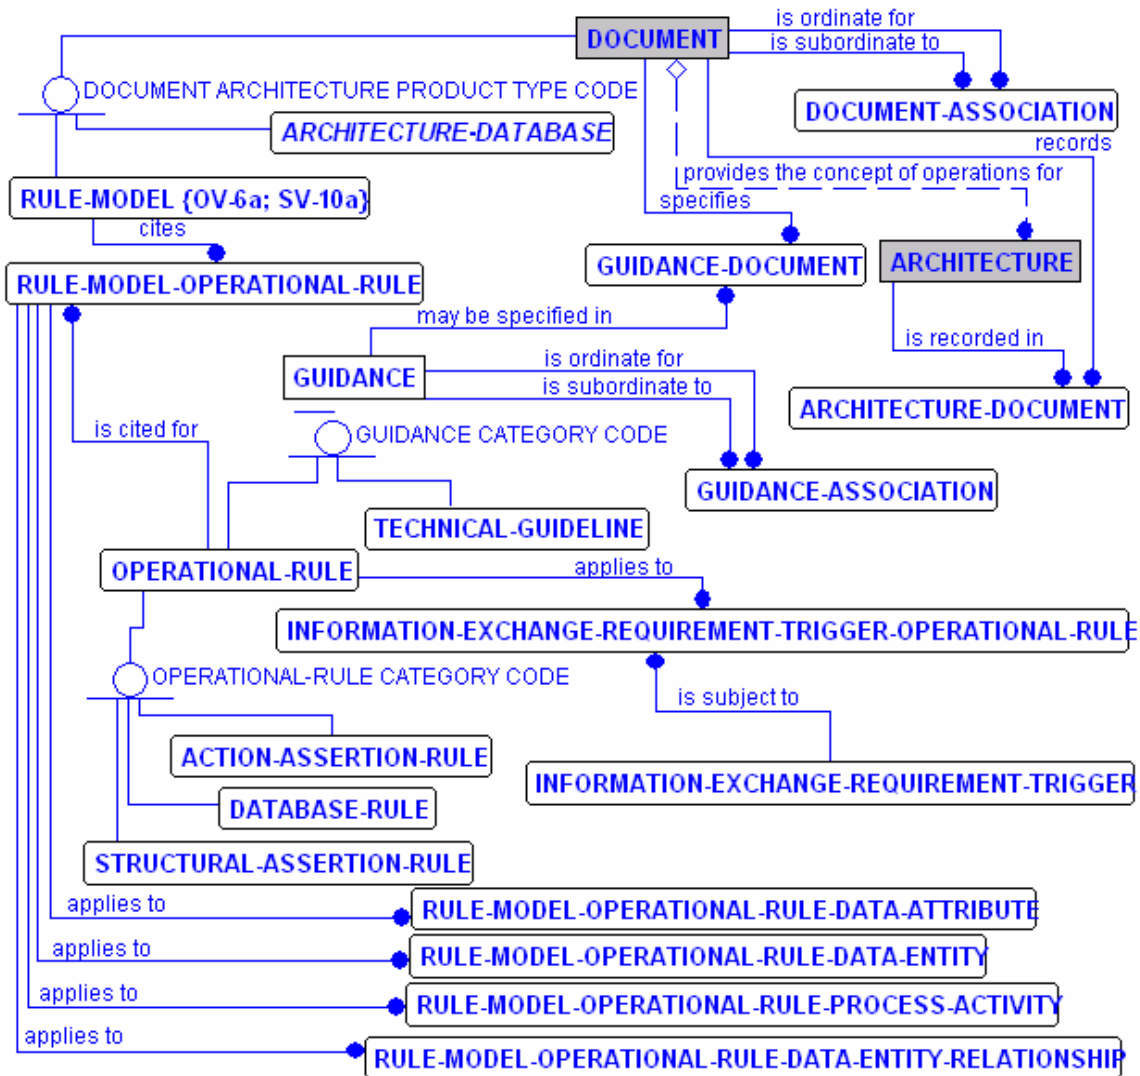 is ordinate for
DOCUMENT
is subordinate to
DOCUMENT ARCHITECTURE PRODUCT TYPE CODE
DOCUMENT-ASSOCIATION
ARCHITECTURE-DATABASE
records
provides the concept of operations for
RULE-MODEL {OV-6a; SV-10a}
specifies
cites
GUIDANCE-DOCUMENT
ARCHITECTURE
RULE-MODEL-OPERATIONAL-RULE
may be specified in
is recorded in
is ordinate for
GUIDANCE
is subordinate to
ARCHITECTURE-DOCUMENT
is cited for
GUIDANCE CATEGORY CODE
GUIDANCE-ASSOCIATION
TECHNICAL-GUIDELINE
OPERATIONAL-RULE
applies to
INFORMATION-EXCHANGE-REQUIREMENT-TRIGGER-OPERATIONAL-RULE
OPERATIONAL-RULE CATEGORY CODE
is subject to
ACTION-ASSERTION-RULE
INFORMATION-EXCHANGE-REQUIREMENT-TRIGGER
DATABASE-RULE
STRUCTURAL-ASSERTION-RULE
applies to
RULE-MODEL-OPERATIONAL-RULE-DATA-ATTRIBUTE
applies to
RULE-MODEL-OPERATIONAL-RULE-DATA-ENTITY
applies to
RULE-MODEL-OPERATIONAL-RULE-PROCESS-ACTIVITY
applies to
RULE-MODEL-OPERATIONAL-RULE-DATA-ENTITY-RELATIONSHIP